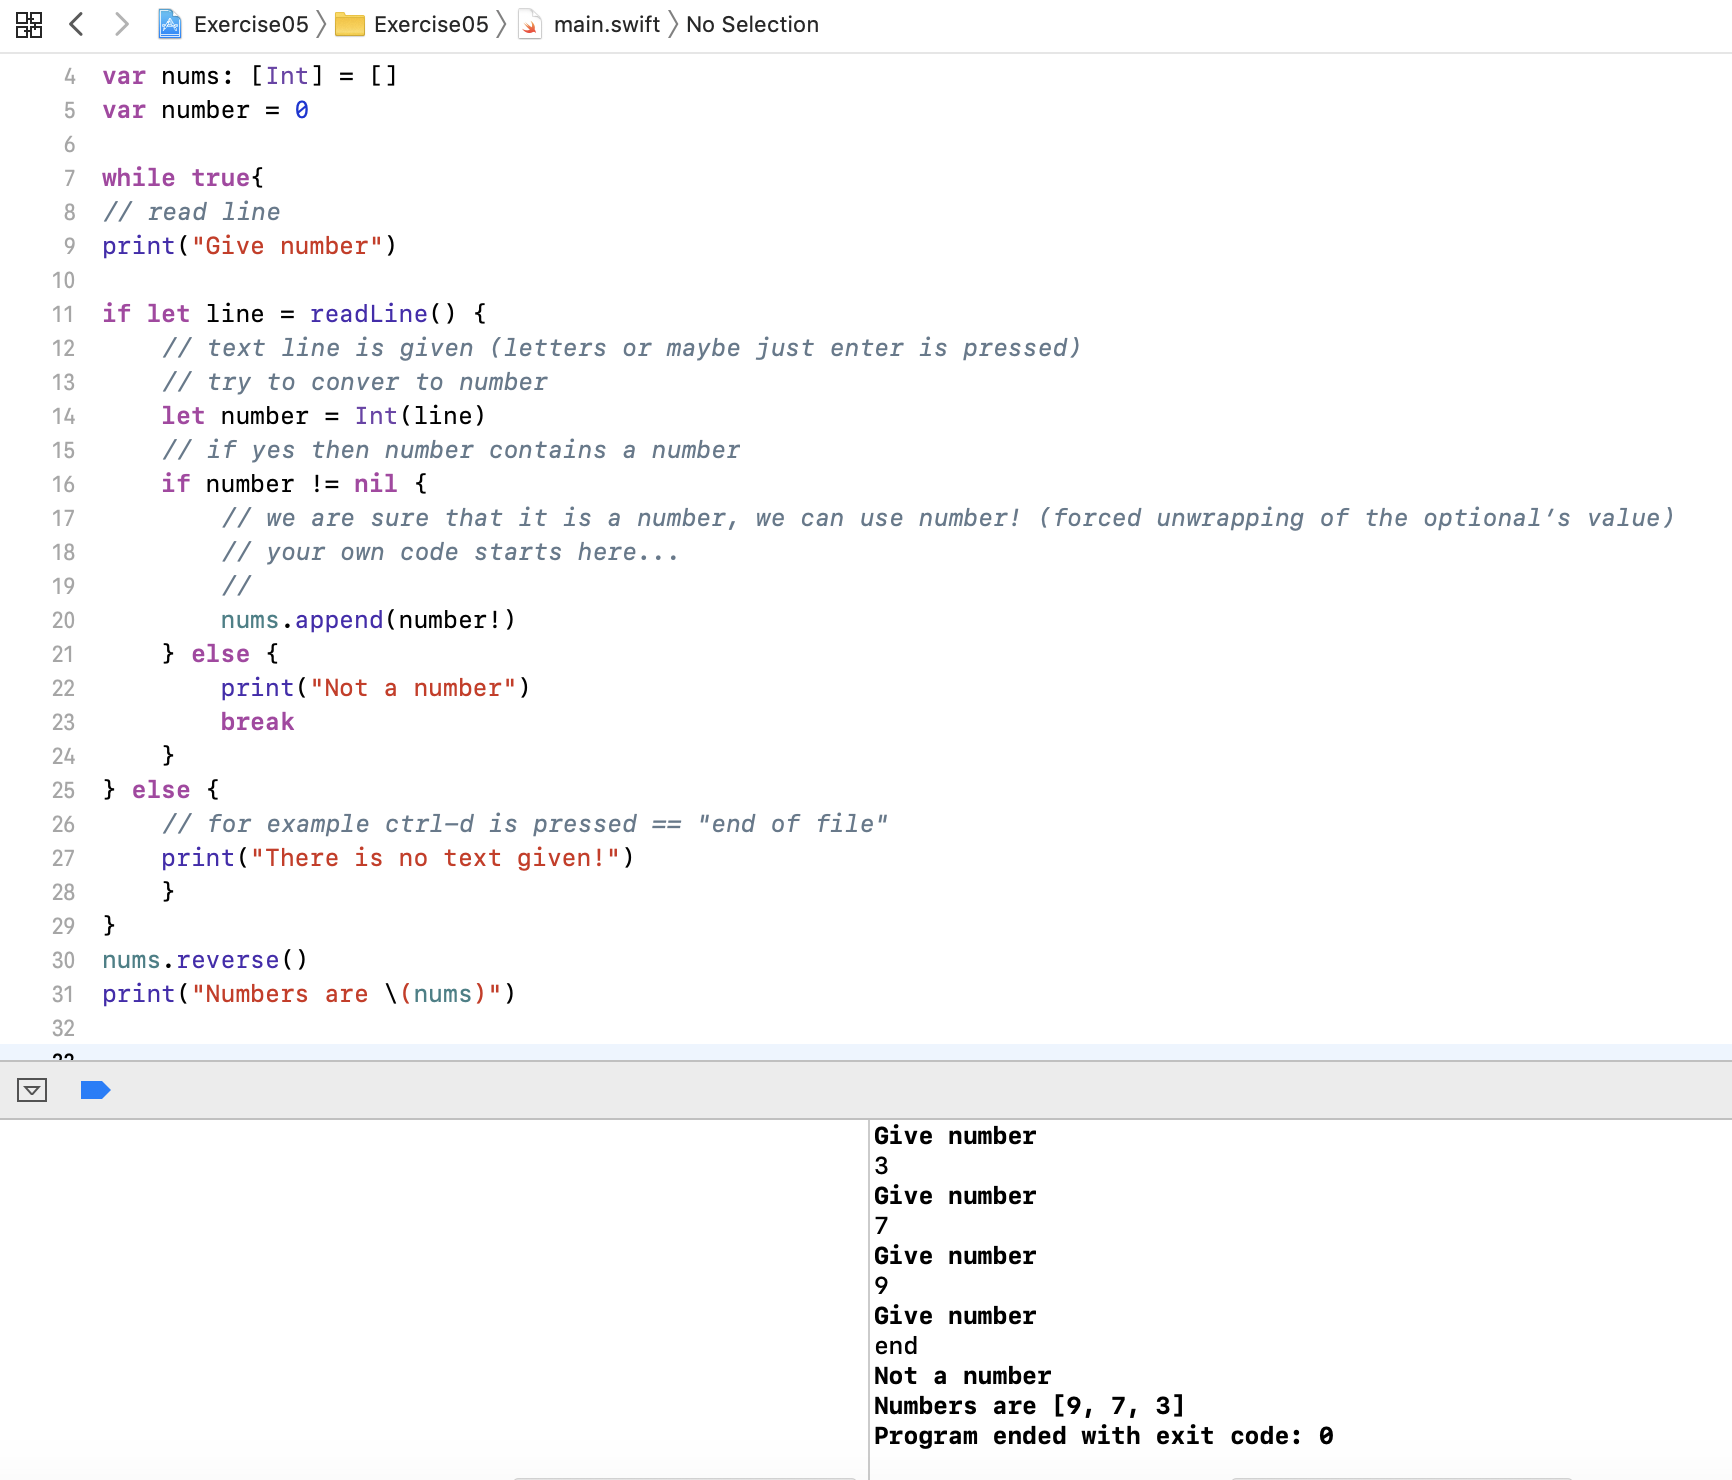 Exercise05 〉 Exercise05 〉 main.swift 〉 No Selection
4 var nums: [Int] = []
5 var number = 0
6
7 while true{
8 // read line
9 print("Give number")
10
11 if let line = readLine() {
12     // text line is given (letters or maybe just enter is pressed)
13     // try to conver to number
14     let number = Int(line)
15     // if yes then number contains a number
16     if number != nil {
17         // we are sure that it is a number, we can use number! (forced unwrapping of the optional’s value)
18         // your own code starts here...
19         //
20         nums.append(number!)
21     } else {
22         print("Not a number")
23         break
24     }
25 } else {
26     // for example ctrl-d is pressed == "end of file"
27     print("There is no text given!")
28     }
29 }
30 nums.reverse()
31 print("Numbers are \(nums)")
32
Give number
3
Give number
7
Give number
9
Give number
end
Not a number
Numbers are [9, 7, 3]
Program ended with exit code: 0